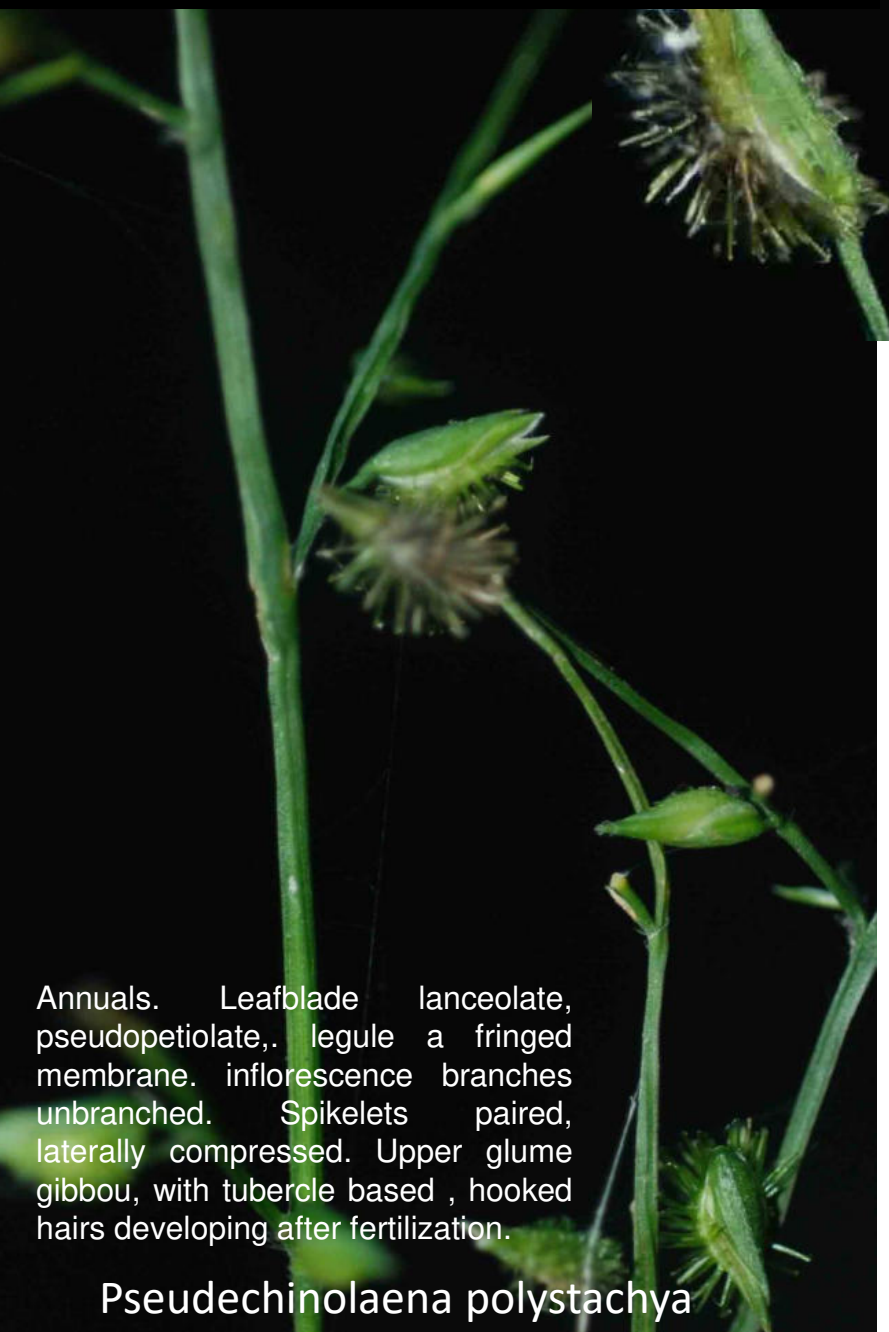 Annuals. Leafblade lanceolate,
pseudopetiolate,. legule a fringed
membrane. inflorescence branches
unbranched. Spikelets paired,
laterally compressed. Upper glume
gibbou, with tubercle based , hooked
hairs developing after fertilization.
Pseudechinolaena polystachya